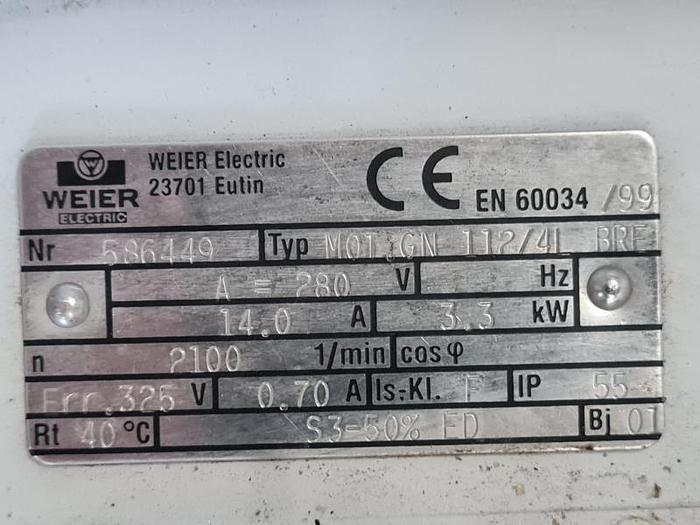 WEIER
ELECTRIC
WEIER Electric
23701 Eutin
CE EN 60034 /99
Nr 586449 Typ MOT.GN 112/4L BRE
A = 280 V Hz
14.0 A 3.3 kW
n 2100 1/min cos φ
Err.325 V 0.70 A Is.-Kl. F IP 55
Rt 40 °C S3-50% ED Bj 01